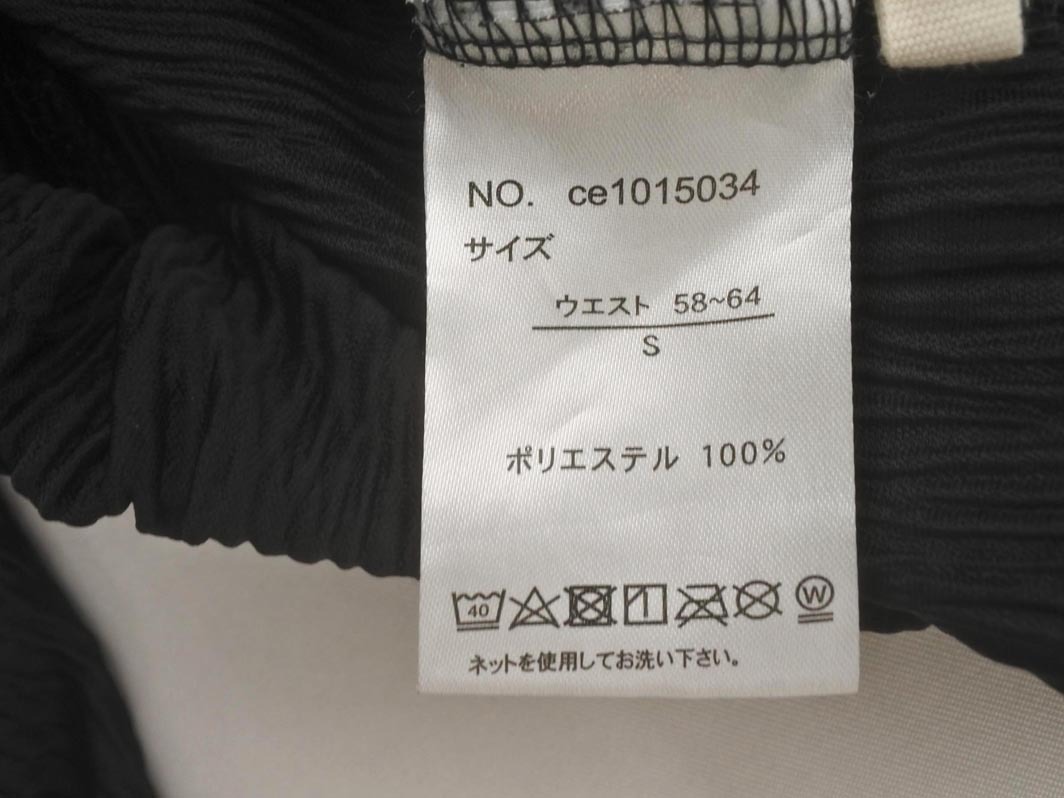 NO. ce1015034
サイズ
ウエスト 58~64
S
ポリエステル 100%
40 W
ネットを使用してお洗い下さい。